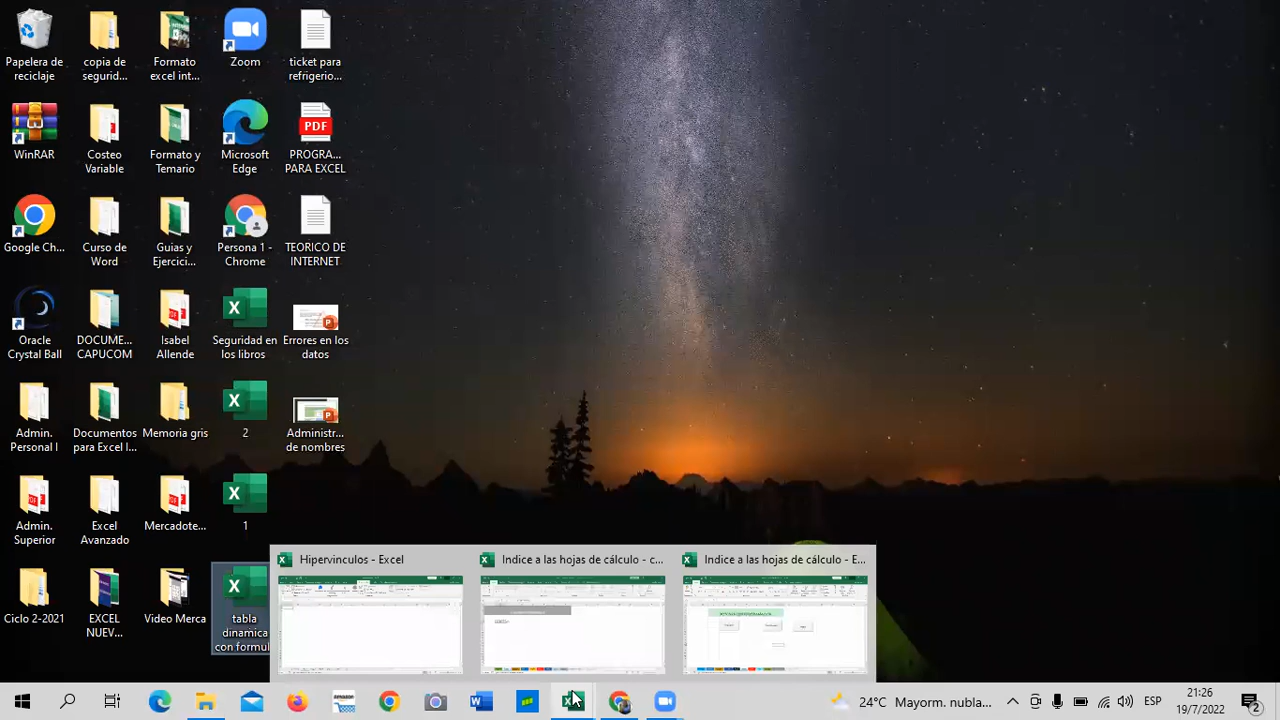 Papelera de
reciclaje
copia de
segurid...
Formato
excel int...
Zoom
ticket para
refrigerio...
WinRAR
Costeo
Variable
Formato y
Temario
Microsoft
Edge
PDF
PROGRA...
PARA EXCEL
Google Ch...
Curso de
Word
Guias y
Ejercici...
Persona 1 -
Chrome
TEORICO DE
INTERNET
Oracle
Crystal Ball
DOCUME...
CAPUCOM
Isabel
Allende
Seguridad en
los libros
Errores en los
datos
Admin.
Personal I
Documentos
para Excel I...
Memoria gris
2
Administr...
de nombres
Admin.
Superior
Excel
Avanzado
Mercadote...
1
EXCEL
NUEV...
Video Merca
tabla
dinamica
con formul
Hipervinculos - Excel
Indice a las hojas de cálculo - c...
Indice a las hojas de cálculo - E...
24°C Mayorm. nubla...
ESP
21:26
19/7/2022
2